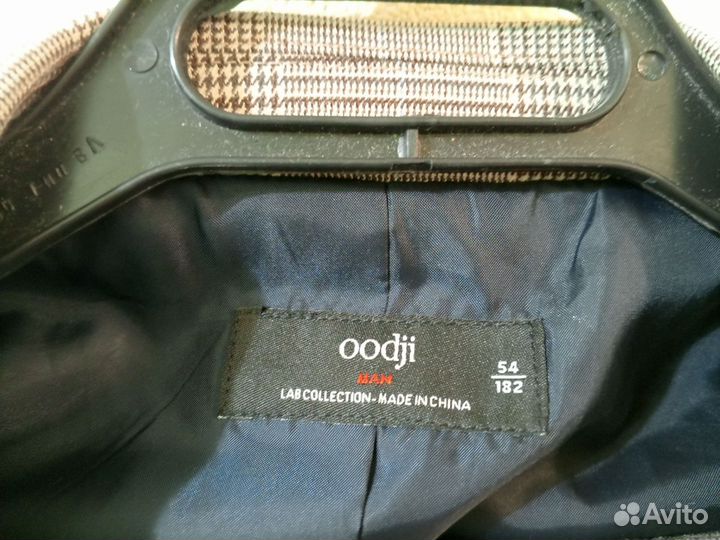 oodji
MAN
LAB COLLECTION-MADE IN CHINA
54
182
Avito